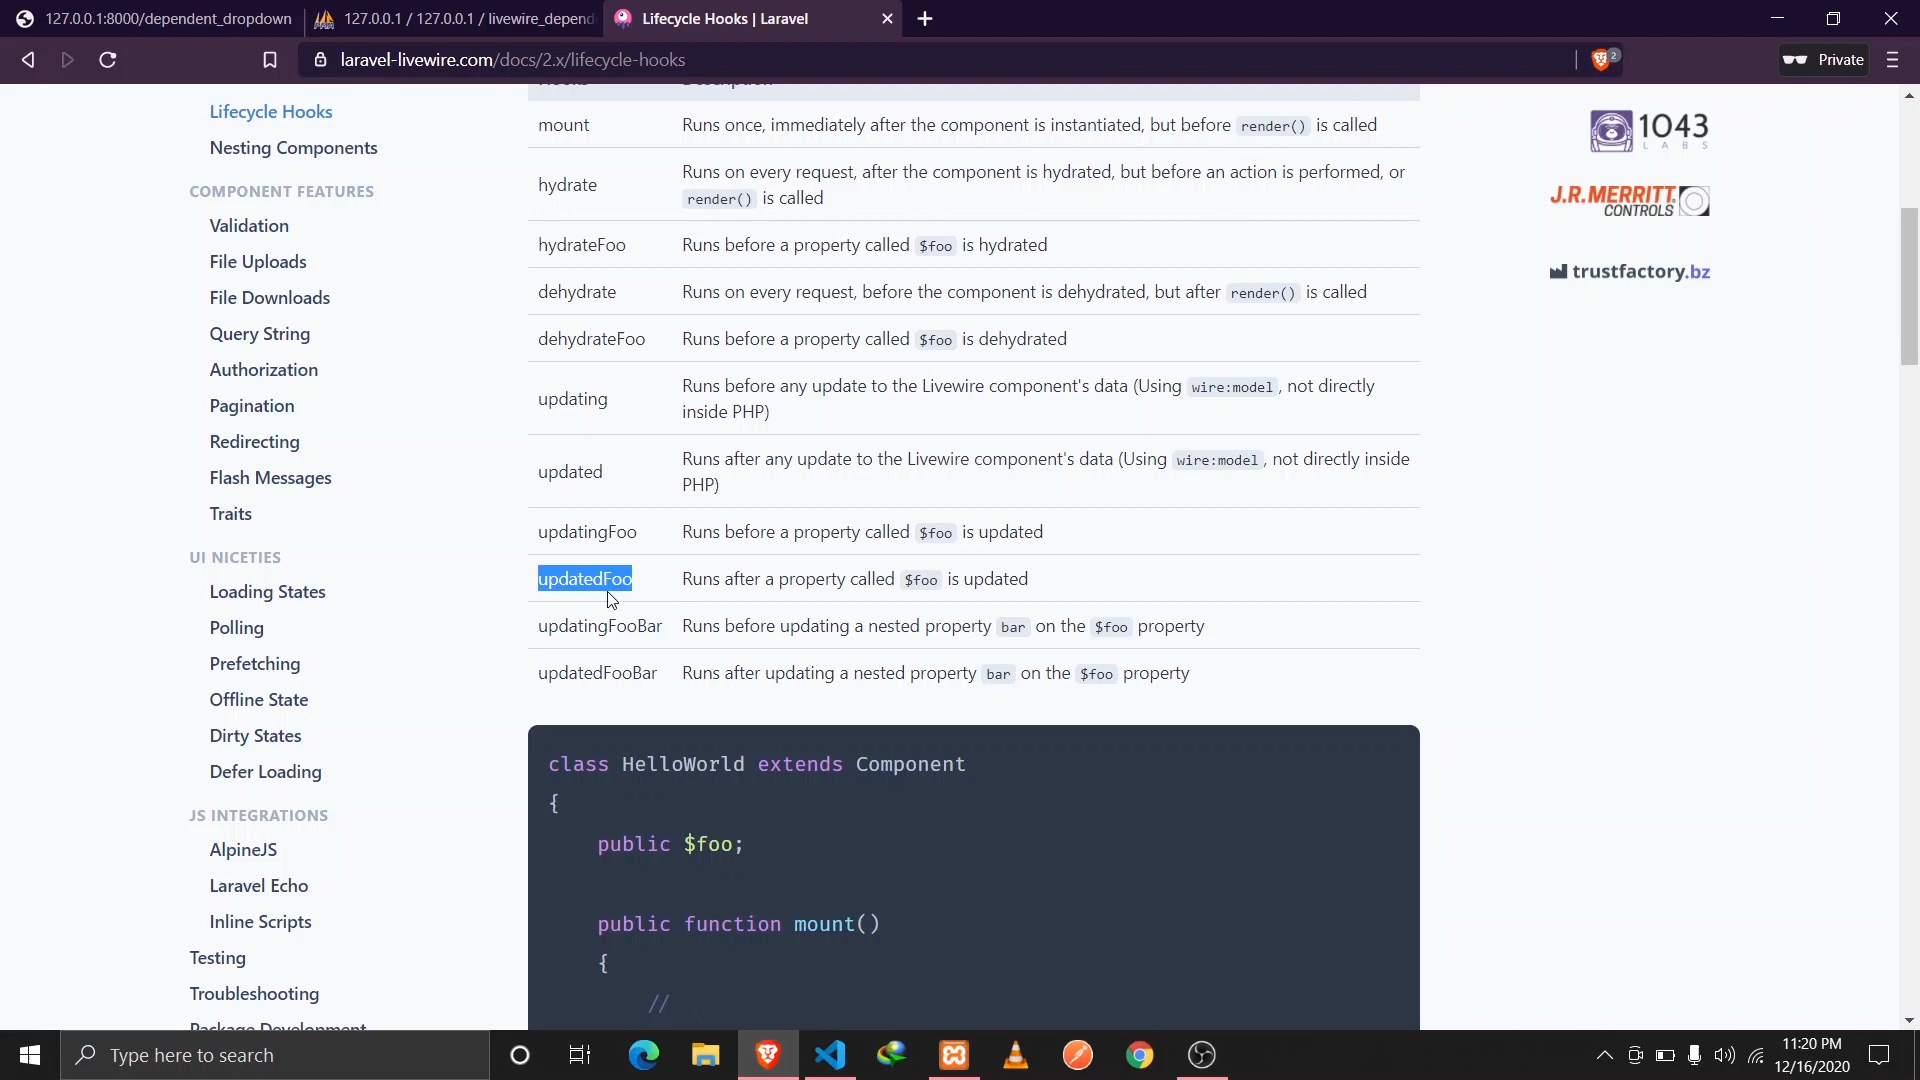 127.0.0.1:8000/dependent_dropdown
127.0.0.1 / 127.0.0.1 / livewire_depend
Lifecycle Hooks | Laravel
laravel-livewire.com/docs/2.x/lifecycle-hooks
2
Private
Lifecycle Hooks
Nesting Components
COMPONENT FEATURES
Validation
File Uploads
File Downloads
Query String
Authorization
Pagination
Redirecting
Flash Messages
Traits
UI NICETIES
Loading States
Polling
Prefetching
Offline State
Dirty States
Defer Loading
JS INTEGRATIONS
AlpineJS
Laravel Echo
Inline Scripts
Testing
Troubleshooting
Package Development
Hooks Description
mount Runs once, immediately after the component is instantiated, but before render() is called
hydrate Runs on every request, after the component is hydrated, but before an action is performed, or
render() is called
hydrateFoo Runs before a property called $foo is hydrated
dehydrate Runs on every request, before the component is dehydrated, but after render() is called
dehydrateFoo Runs before a property called $foo is dehydrated
updating Runs before any update to the Livewire component's data (Using wire:model, not directly
inside PHP)
updated Runs after any update to the Livewire component's data (Using wire:model, not directly inside
PHP)
updatingFoo Runs before a property called $foo is updated
updatedFoo Runs after a property called $foo is updated
updatingFooBar Runs before updating a nested property bar on the $foo property
updatedFooBar Runs after updating a nested property bar on the $foo property
class HelloWorld extends Component
{
public $foo;
public function mount()
{
//
1043
LABS
J.R.MERRITT
CONTROLS
trustfactory.bz
Type here to search
11:20 PM
12/16/2020